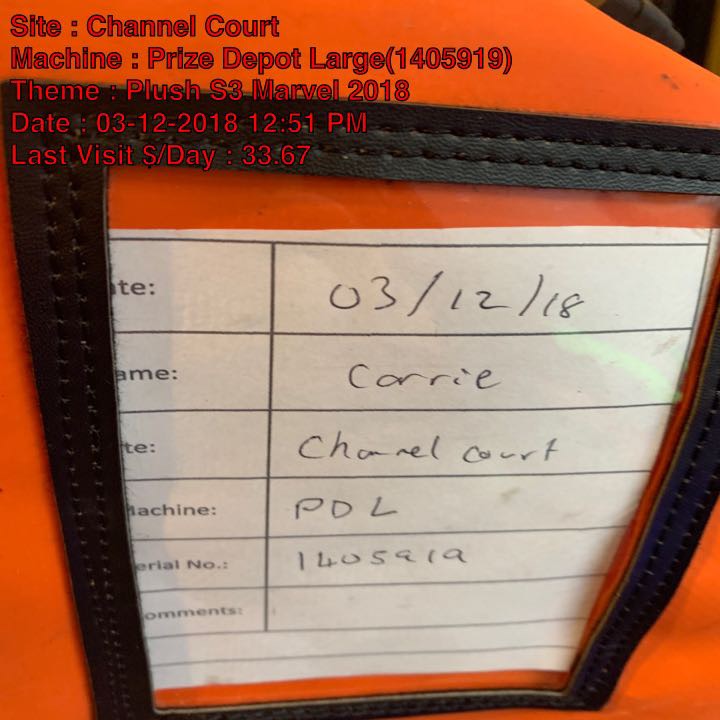 Site : Channel Court
Machine : Prize Depot Large(1405919)
Theme : Plush S3 Marvel 2018
Date : 03-12-2018 12:51 PM
Last Visit $/Day : 33.67
te: 03/12/18
ame: Carrie
te: Channel court
achine: PDL
erial No.: 1405919
omments: